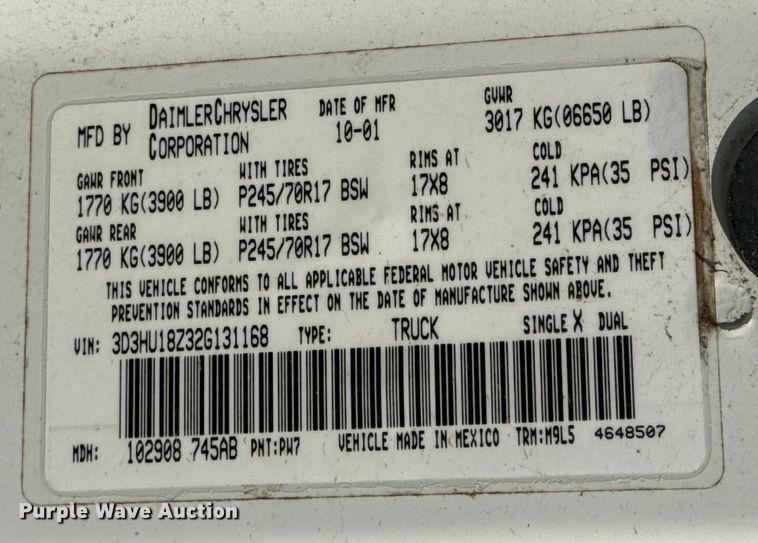 MFD BY DAIMLERCHRYSLER CORPORATION DATE OF MFR 10-01 GVWR 3017 KG(06650 LB)
GAWR FRONT WITH TIRES RIMS AT COLD
1770 KG(3900 LB) P245/70R17 BSW 17X8 241 KPA(35 PSI)
GAWR REAR WITH TIRES RIMS AT COLD
1770 KG(3900 LB) P245/70R17 BSW 17X8 241 KPA(35 PSI)
THIS VEHICLE CONFORMS TO ALL APPLICABLE FEDERAL MOTOR VEHICLE SAFETY AND THEFT
PREVENTION STANDARDS IN EFFECT ON THE DATE OF MANUFACTURE SHOWN ABOVE.
VIN: 3D3HU18Z32G131168 TYPE: TRUCK SINGLE X DUAL
MDH: 102908 745AB PNT:PW7 VEHICLE MADE IN MEXICO TRM:M9L5 4648507
Purple Wave Auction